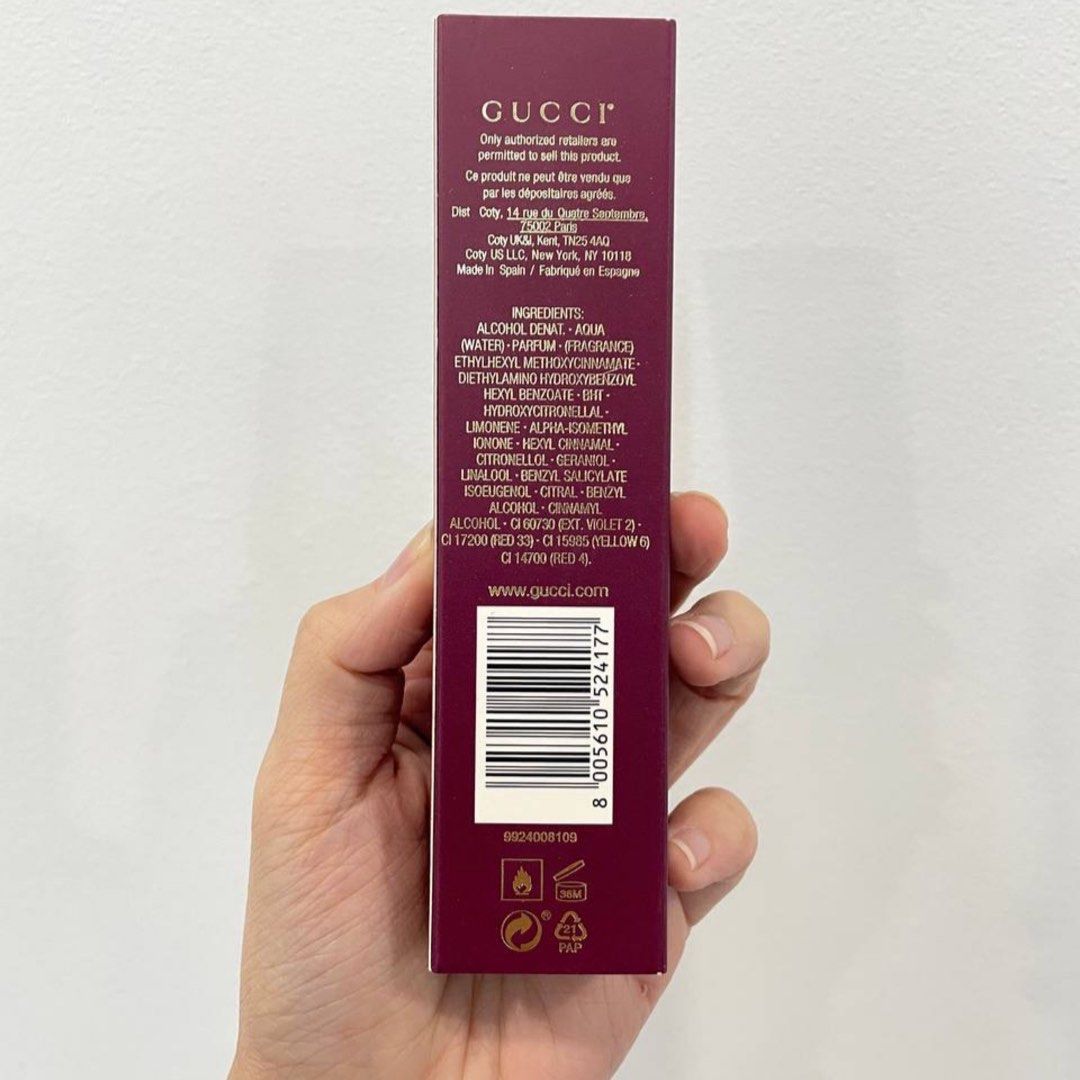 GUCCI
Only authorized retailers are
permitted to sell this product.
Ce produit ne peut être vendu que
par les dépositaires agréés.
Dist Coty, 14 rue du Quatre Septembre,
75002 Paris
Coty UK&I, Kent, TN25 4AQ
Coty US LLC, New York, NY 10118
Made in Spain / Fabriqué en Espagne
INGREDIENTS:
ALCOHOL DENAT. · AQUA
(WATER) · PARFUM · (FRAGRANCE)
ETHYLHEXYL METHOXYCINNAMATE ·
DIETHYLAMINO HYDROXYBENZOYL
HEXYL BENZOATE · BHT ·
HYDROXYCITRONELLAL ·
LIMONENE · ALPHA-ISOMETHYL
IONONE · HEXYL CINNAMAL ·
CITRONELLOL · GERANIOL ·
LINALOOL · BENZYL SALICYLATE
ISOEUGENOL · CITRAL · BENZYL
ALCOHOL · CINNAMYL
ALCOHOL · CI 60730 (EXT. VIOLET 2) ·
CI 17200 (RED 33) · CI 15985 (YELLOW 6)
CI 14700 (RED 4).
www.gucci.com
8 005610 524177
9924008109
36M
®
21
PAP